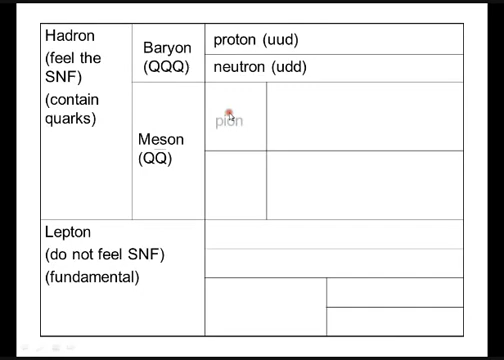 Hadron
(feel the
SNF)
(contain
quarks)
Baryon
(QQQ)
proton (uud)
neutron (udd)
Meson
(QQ̅)
pion
Lepton
(do not feel SNF)
(fundamental)